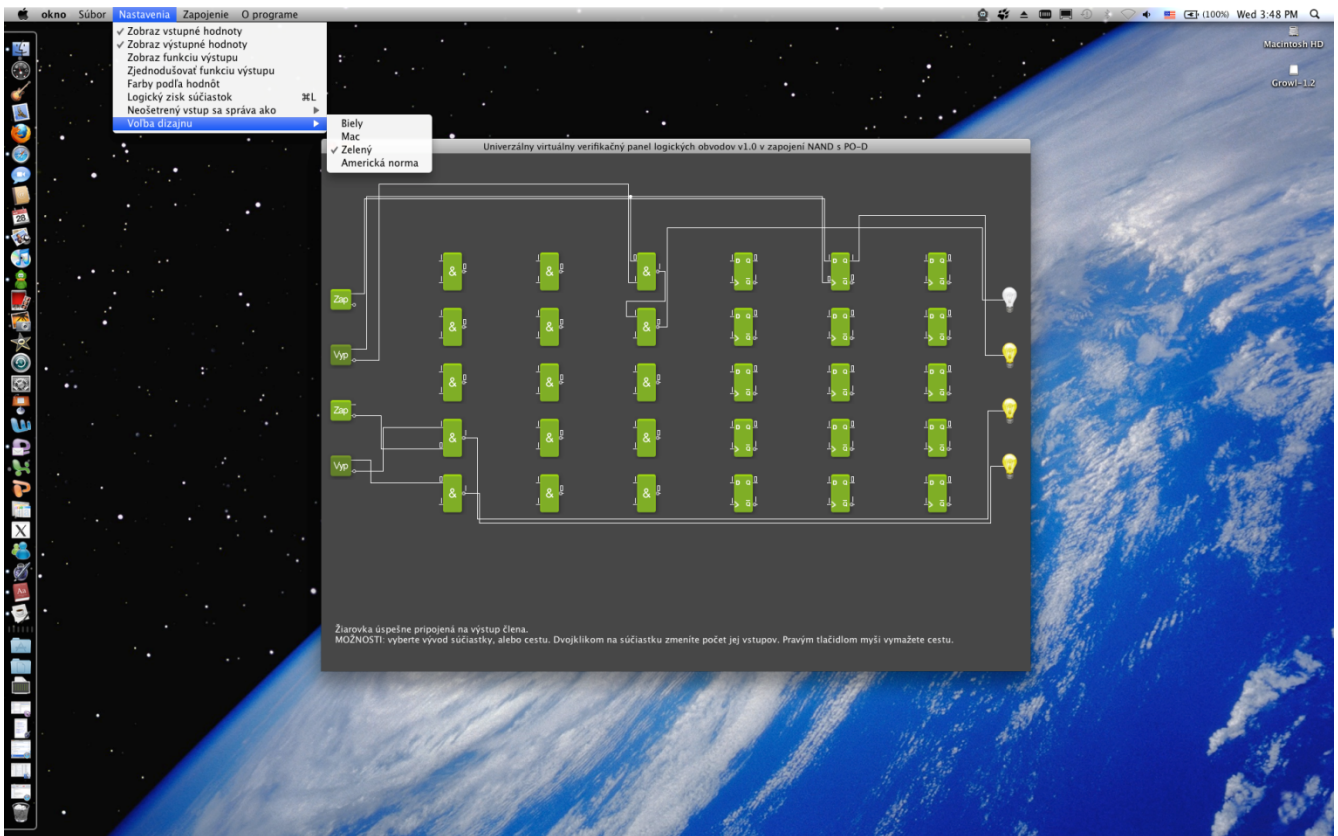 okno Súbor Nastavenia Zapojenie O programe
(100%) Wed 3:48 PM
✓ Zobraz vstupné hodnoty
✓ Zobraz výstupné hodnoty
Zobraz funkciu výstupu
Zjednodušovať funkciu výstupu
Farby podľa hodnôt
Logický zisk súčiastok ⌘L
Neošetrený vstup sa správa ako
Voľba dizajnu
Biely
Mac
✓ Zelený
Americká norma
Macintosh HD
Growl-1.2
Univerzálny virtuálny verifikačný panel logických obvodov v1.0 v zapojení NAND s PO-D
& & & D Q D Q D Q
Zap
& & & D Q D Q D Q
Vyp
& & & D Q D Q D Q
Zap
& & & D Q D Q D Q
Vyp
& & & D Q D Q D Q
Žiarovka úspešne pripojená na výstup člena.
MOŽNOSTI: vyberte vývod súčiastky, alebo cestu. Dvojklikom na súčiastku zmeníte počet jej vstupov. Pravým tlačidlom myši vymažete cestu.
28
X
Aa